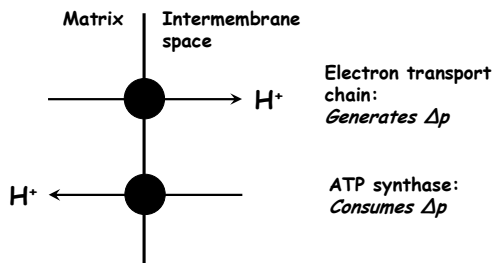 Matrix
Intermembrane
space
Electron transport
chain:
Generates Δp
H⁺
ATP synthase:
Consumes Δp
H⁺